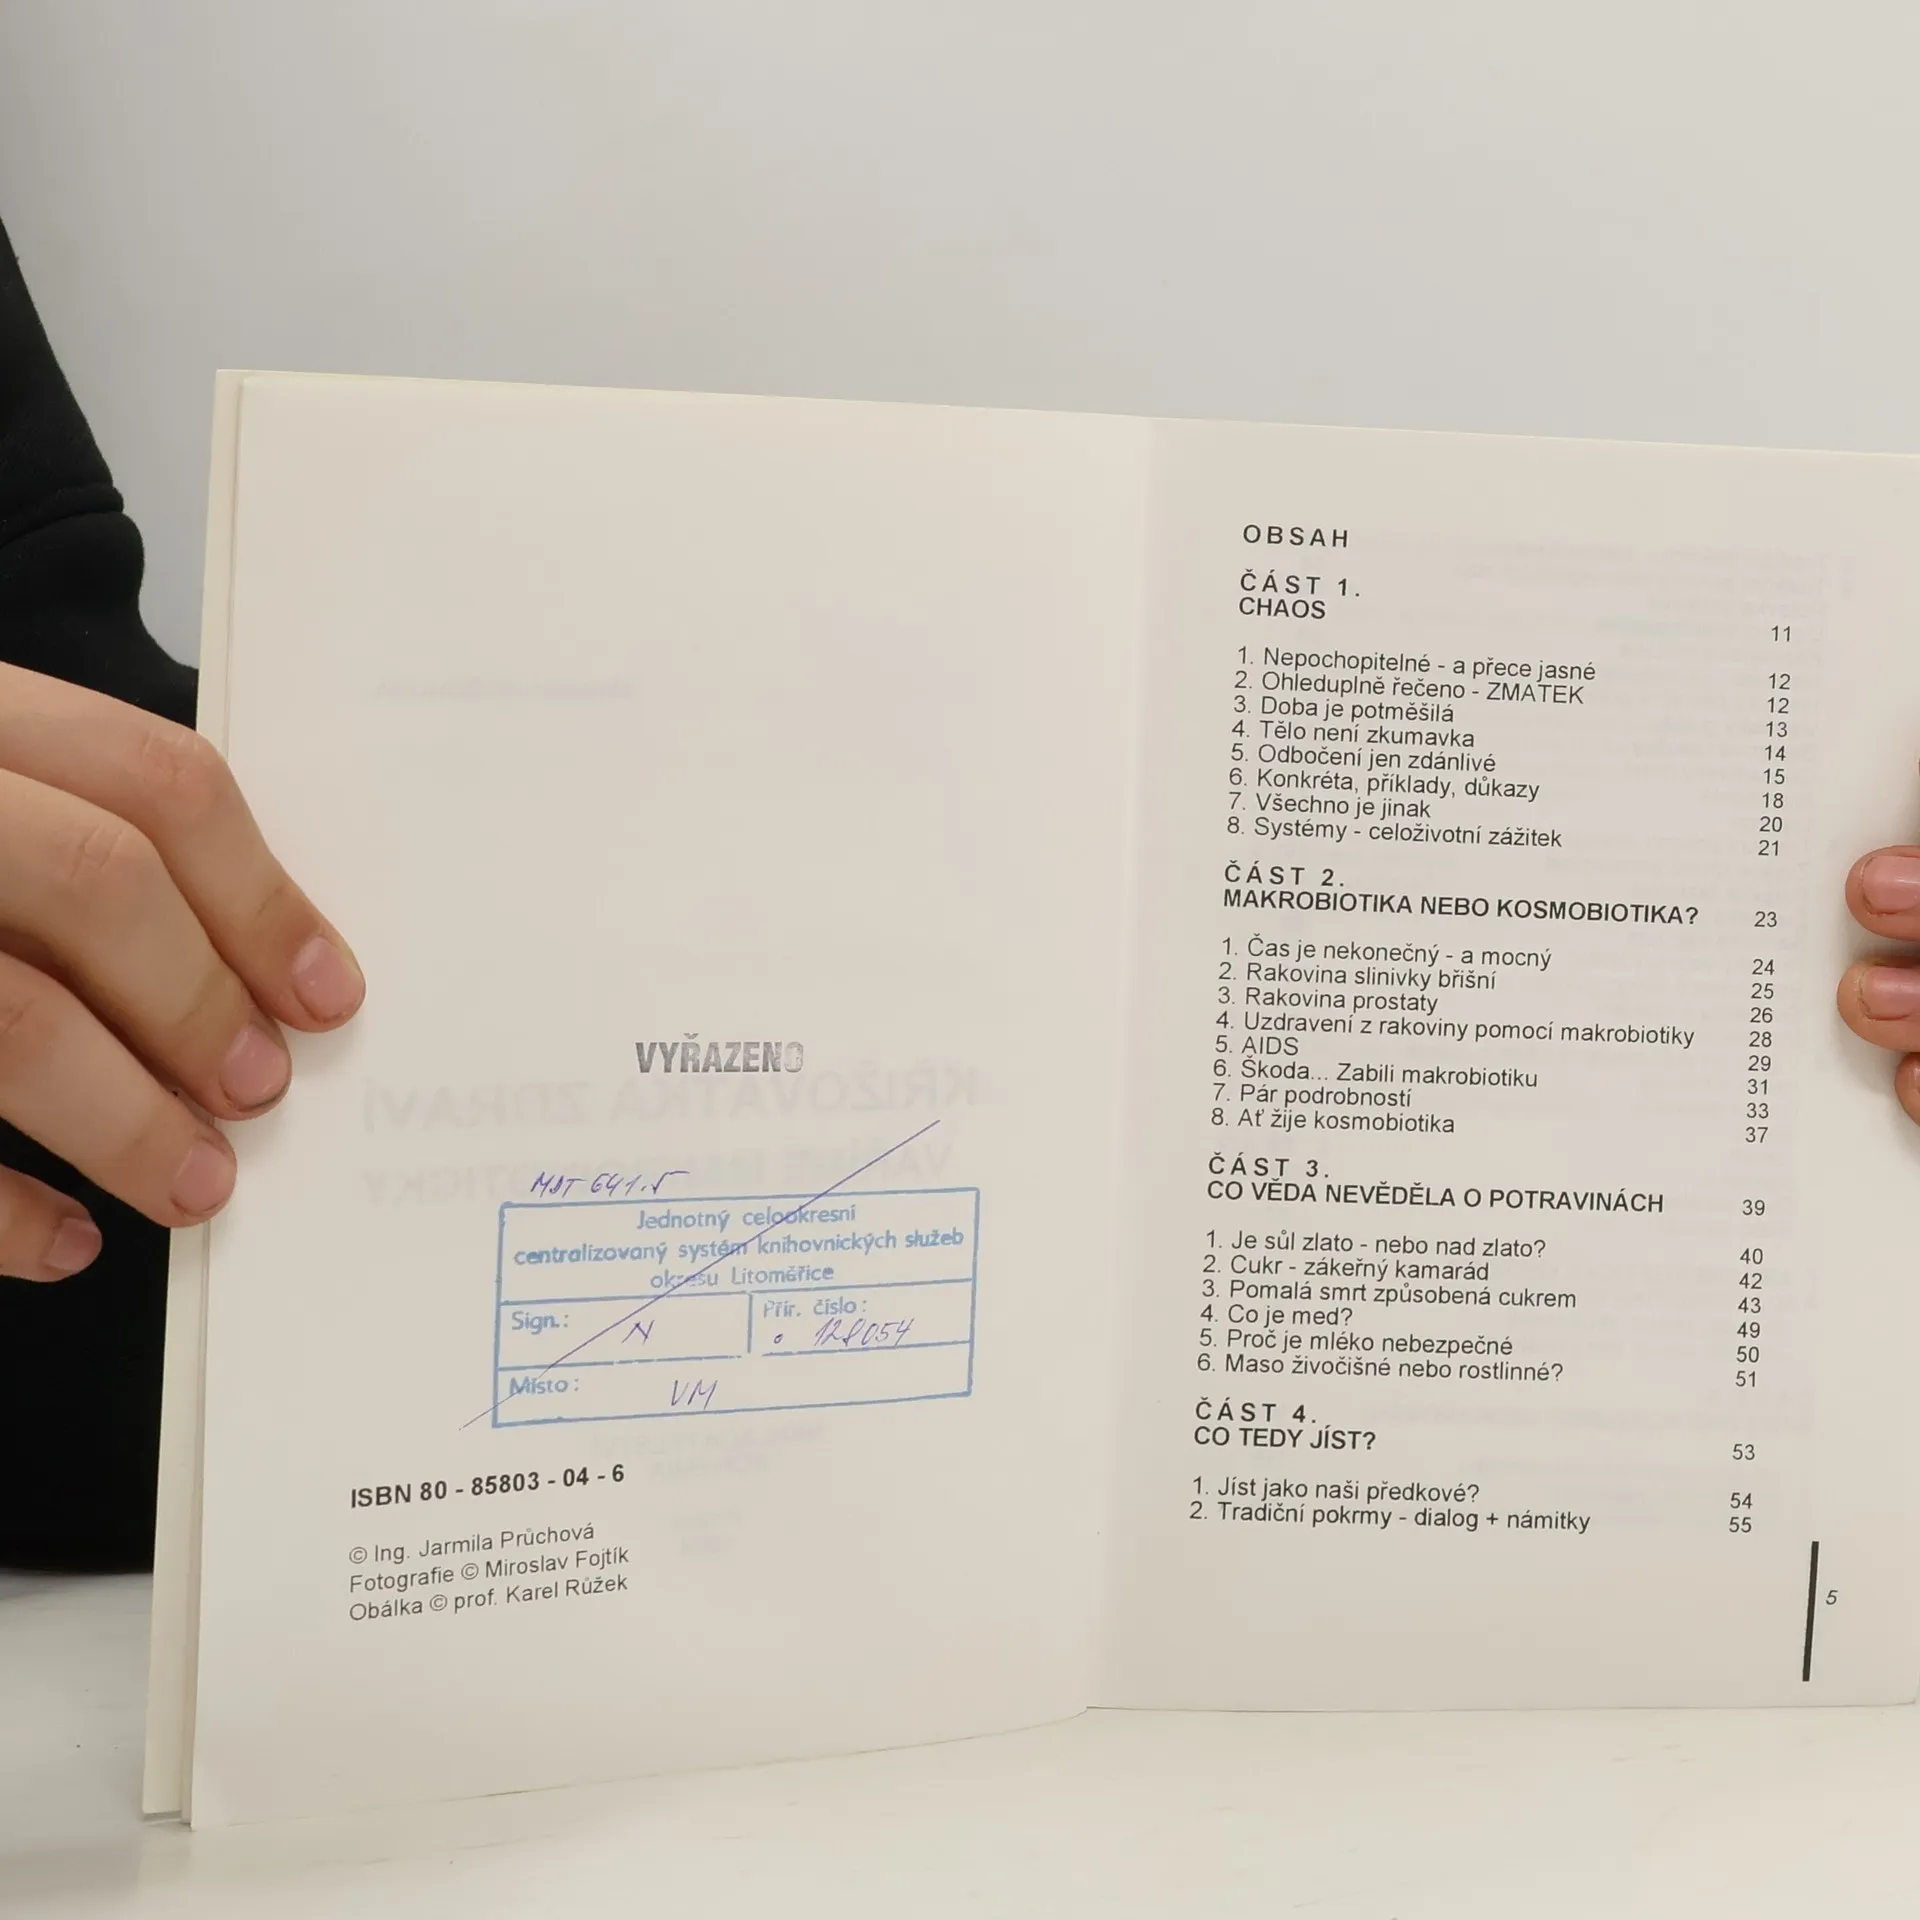 VYŘAZENO
MDT 641.5
Jednotný celookresní
centralizovaný systém knihovnických služeb
okresu Litoměřice
Sign.: N
Přír. číslo: 128054
Místo: VM
ISBN 80 - 85803 - 04 - 6
© Ing. Jarmila Průchová
Fotografie © Miroslav Fojtík
Obálka © prof. Karel Růžek
OBSAH
ČÁST 1.
CHAOS 11
1. Nepochopitelné - a přece jasné 12
2. Ohleduplně řečeno - ZMATEK 12
3. Doba je potměšilá 13
4. Tělo není zkumavka 14
5. Odbočení jen zdánlivé 15
6. Konkréta, příklady, důkazy 18
7. Všechno je jinak 20
8. Systémy - celoživotní zážitek 21
ČÁST 2.
MAKROBIOTIKA NEBO KOSMOBIOTIKA? 23
1. Čas je nekonečný - a mocný 24
2. Rakovina slinivky břišní 25
3. Rakovina prostaty 26
4. Uzdravení z rakoviny pomocí makrobiotiky 28
5. AIDS 29
6. Škoda... Zabili makrobiotiku 31
7. Pár podrobností 33
8. Ať žije kosmobiotika 37
ČÁST 3.
CO VĚDA NEVĚDĚLA O POTRAVINÁCH 39
1. Je sůl zlato - nebo nad zlato? 40
2. Cukr - zákeřný kamarád 42
3. Pomalá smrt způsobená cukrem 43
4. Co je med? 49
5. Proč je mléko nebezpečné 50
6. Maso živočišné nebo rostlinné? 51
ČÁST 4.
CO TEDY JÍST? 53
1. Jíst jako naši předkové? 54
2. Tradiční pokrmy - dialog + námitky 55
5